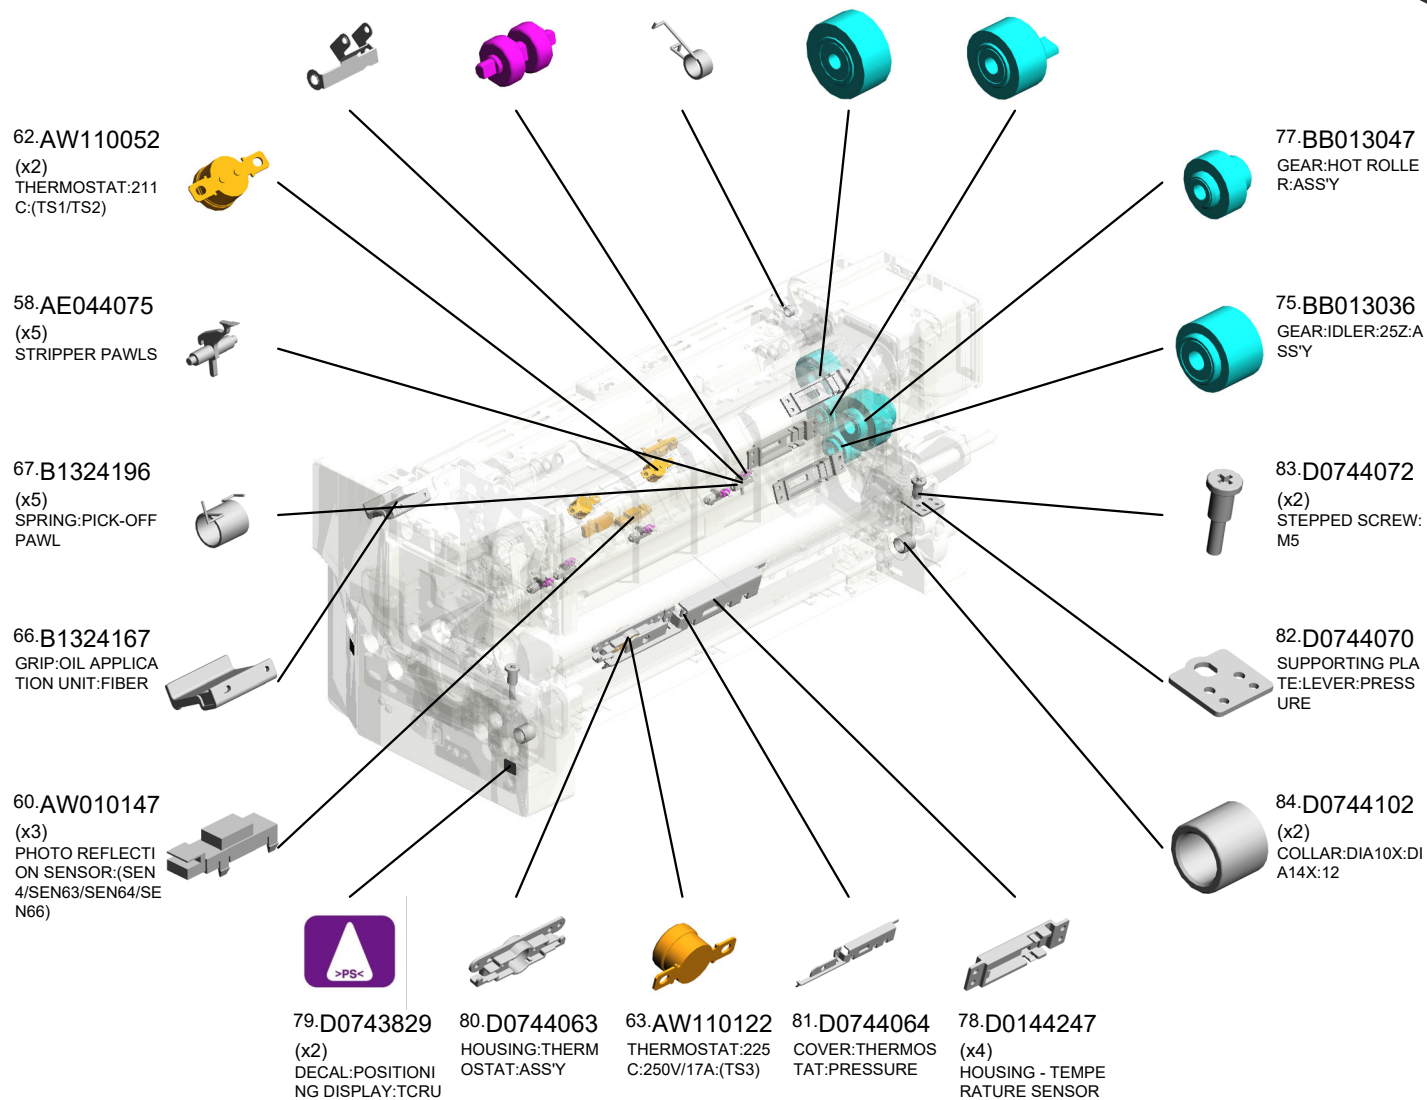 62.AW110052
(x2)
THERMOSTAT:211
C:(TS1/TS2)
58.AE044075
(x5)
STRIPPER PAWLS
67.B1324196
(x5)
SPRING:PICK-OFF
PAWL
66.B1324167
GRIP:OIL APPLICA
TION UNIT:FIBER
60.AW010147
(x3)
PHOTO REFLECTI
ON SENSOR:(SEN
4/SEN63/SEN64/SE
N66)
77.BB013047
GEAR:HOT ROLLE
R:ASS'Y
75.BB013036
GEAR:IDLER:25Z:A
SS'Y
83.D0744072
(x2)
STEPPED SCREW:
M5
82.D0744070
SUPPORTING PLA
TE:LEVER:PRESS
URE
84.D0744102
(x2)
COLLAR:DIA10X:DI
A14X:12
>PS<
79.D0743829
(x2)
DECAL:POSITIONI
NG DISPLAY:TCRU
80.D0744063
HOUSING:THERM
OSTAT:ASS'Y
63.AW110122
THERMOSTAT:225
C:250V/17A:(TS3)
81.D0744064
COVER:THERMOS
TAT:PRESSURE
78.D0144247
(x4)
HOUSING - TEMPE
RATURE SENSOR